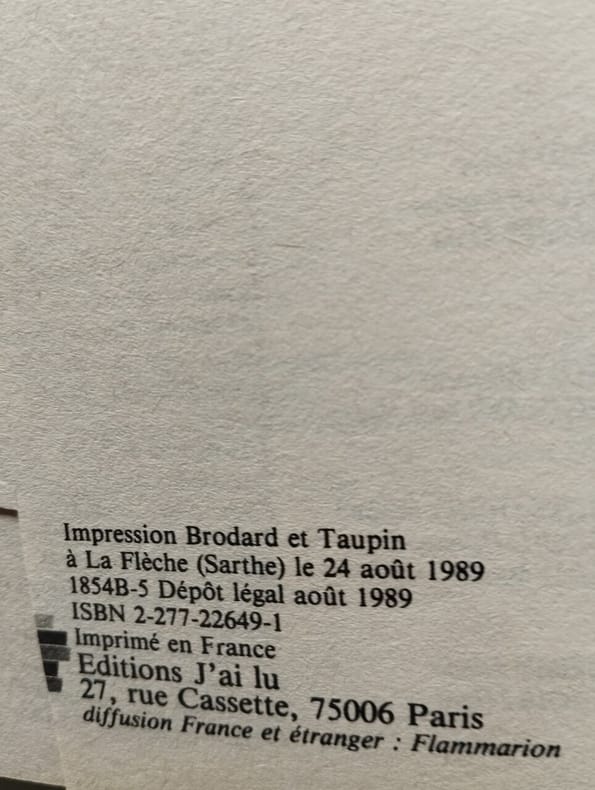 Impression Brodard et Taupin
à La Flèche (Sarthe) le 24 août 1989
1854B-5 Dépôt légal août 1989
ISBN 2-277-22649-1
Imprimé en France
Editions J'ai lu
27, rue Cassette, 75006 Paris
diffusion France et étranger : Flammarion